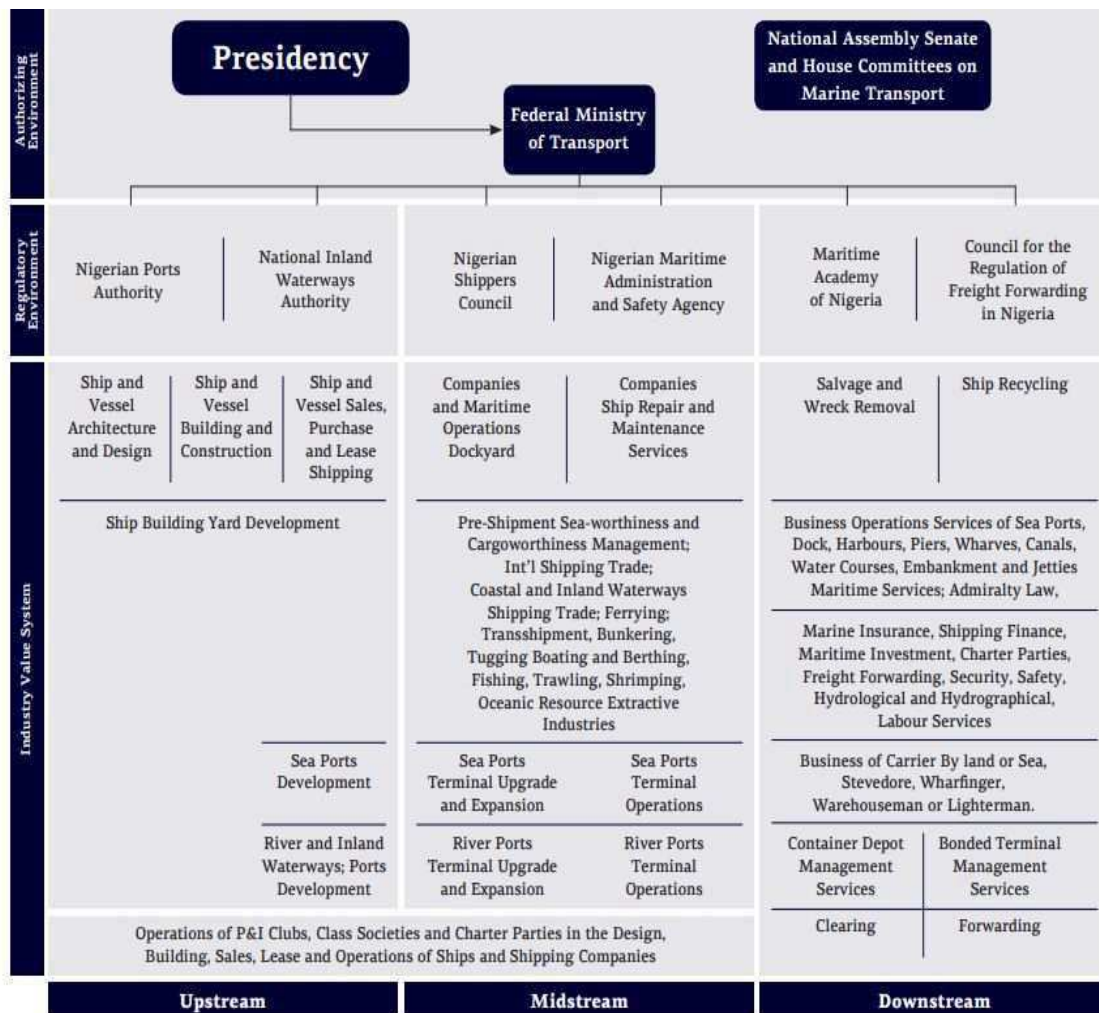 Authorizing
Environment
Presidency
National Assembly Senate
and House Committees on
Marine Transport
Federal Ministry
of Transport
Regulatory
Environment
Nigerian Ports
Authority
National Inland
Waterways
Authority
Nigerian
Shippers
Council
Nigerian Maritime
Administration
and Safety Agency
Maritime
Academy
of Nigeria
Council for the
Regulation of
Freight Forwarding
in Nigeria
Industry Value System
Ship and
Vessel
Architecture
and Design
Ship and
Vessel
Building and
Construction
Ship and
Vessel Sales,
Purchase
and Lease
Shipping
Companies
and Maritime
Operations
Dockyard
Companies
Ship Repair and
Maintenance
Services
Salvage and
Wreck Removal
Ship Recycling
Ship Building Yard Development
Pre-Shipment Sea-worthiness and
Cargoworthiness Management;
Int'l Shipping Trade;
Coastal and Inland Waterways
Shipping Trade; Ferrying;
Transshipment, Bunkering,
Tugging Boating and Berthing,
Fishing, Trawling, Shrimping,
Oceanic Resource Extractive
Industries
Business Operations Services of Sea Ports,
Dock, Harbours, Piers, Wharves, Canals,
Water Courses, Embankment and Jetties
Maritime Services; Admiralty Law,
Marine Insurance, Shipping Finance,
Maritime Investment, Charter Parties,
Freight Forwarding, Security, Safety,
Hydrological and Hydrographical,
Labour Services
Sea Ports
Development
Sea Ports
Terminal Upgrade
and Expansion
Sea Ports
Terminal
Operations
Business of Carrier By land or Sea,
Stevedore, Wharfinger,
Warehouseman or Lighterman.
River and Inland
Waterways; Ports
Development
River Ports
Terminal Upgrade
and Expansion
River Ports
Terminal
Operations
Container Depot
Management
Services
Bonded Terminal
Management
Services
Clearing
Forwarding
Operations of P&I Clubs, Class Societies and Charter Parties in the Design,
Building, Sales, Lease and Operations of Ships and Shipping Companies
Upstream
Midstream
Downstream